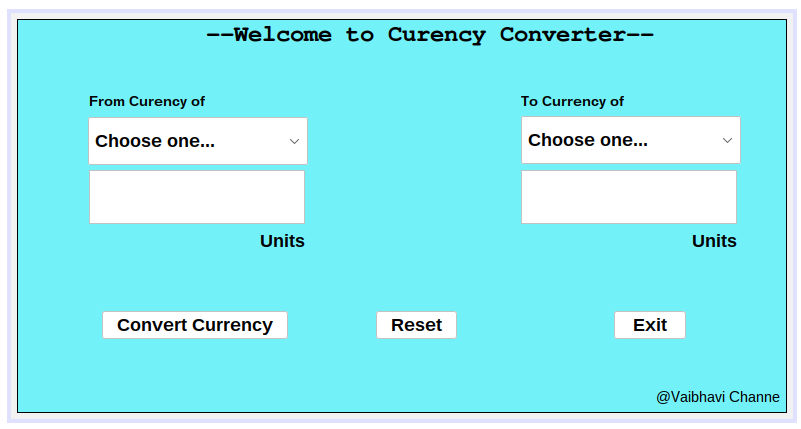 --Welcome to Curency Converter--
From Curency of
To Currency of
Choose one...
Choose one...
Units
Units
Convert Currency
Reset
Exit
@Vaibhavi Channe